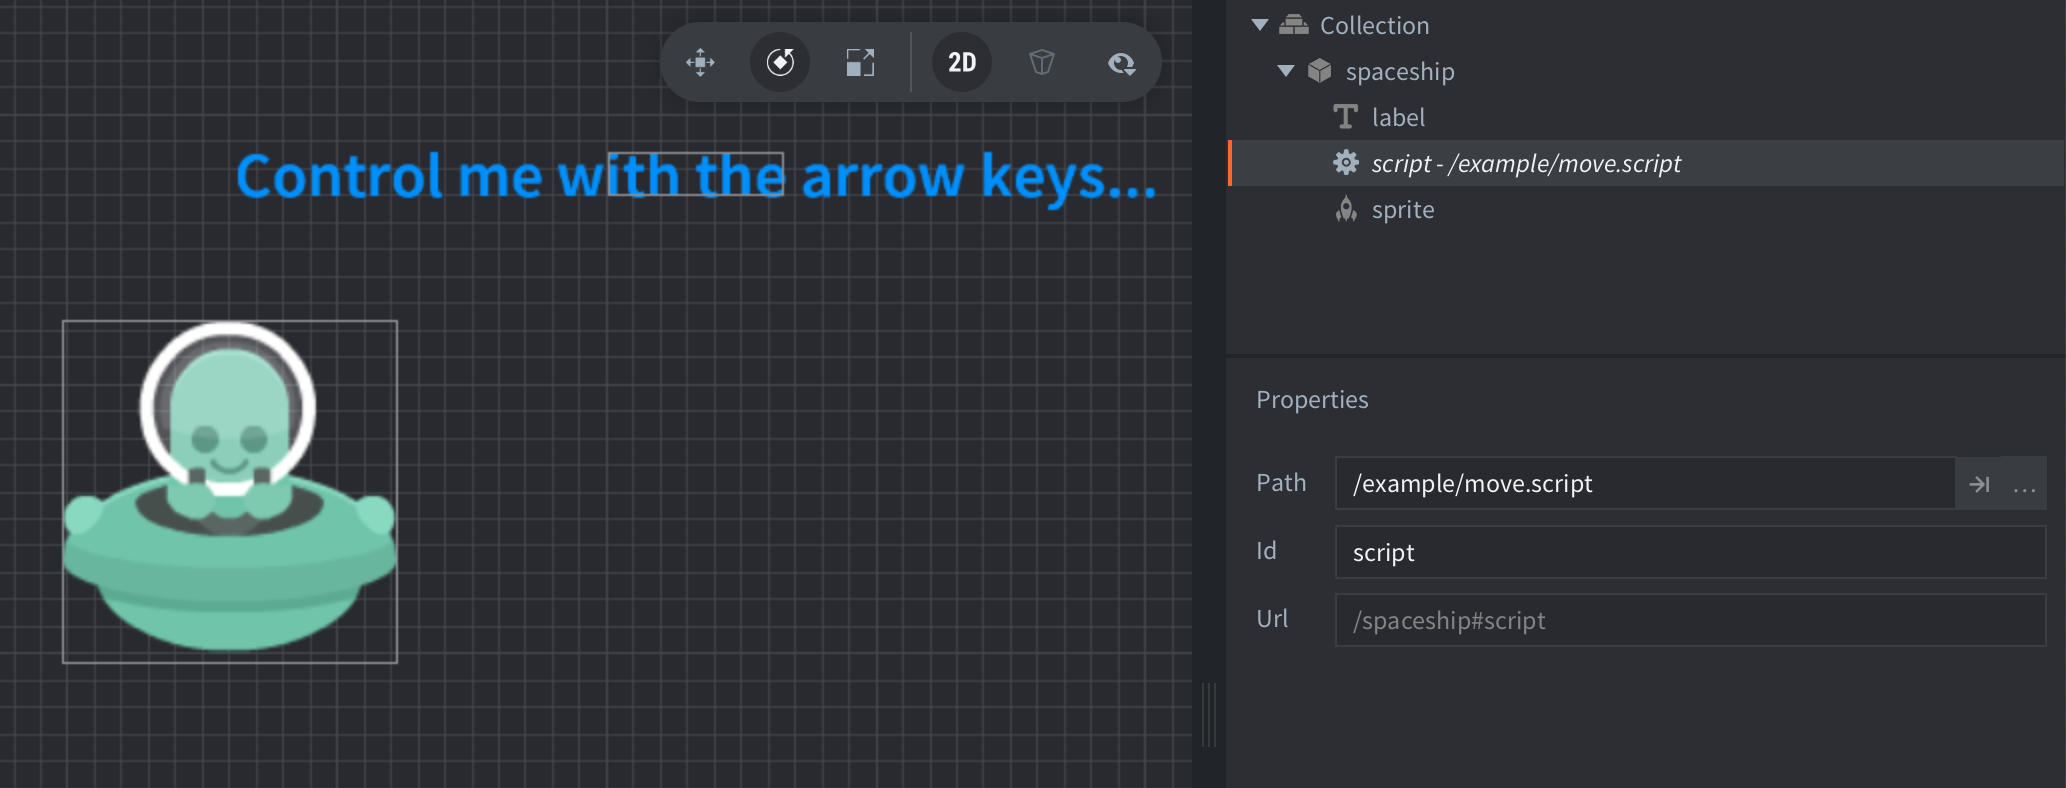 2D
Control me with the arrow keys...
Collection
spaceship
label
script - /example/move.script
sprite
Properties
Path /example/move.script ...
Id script
Url /spaceship#script